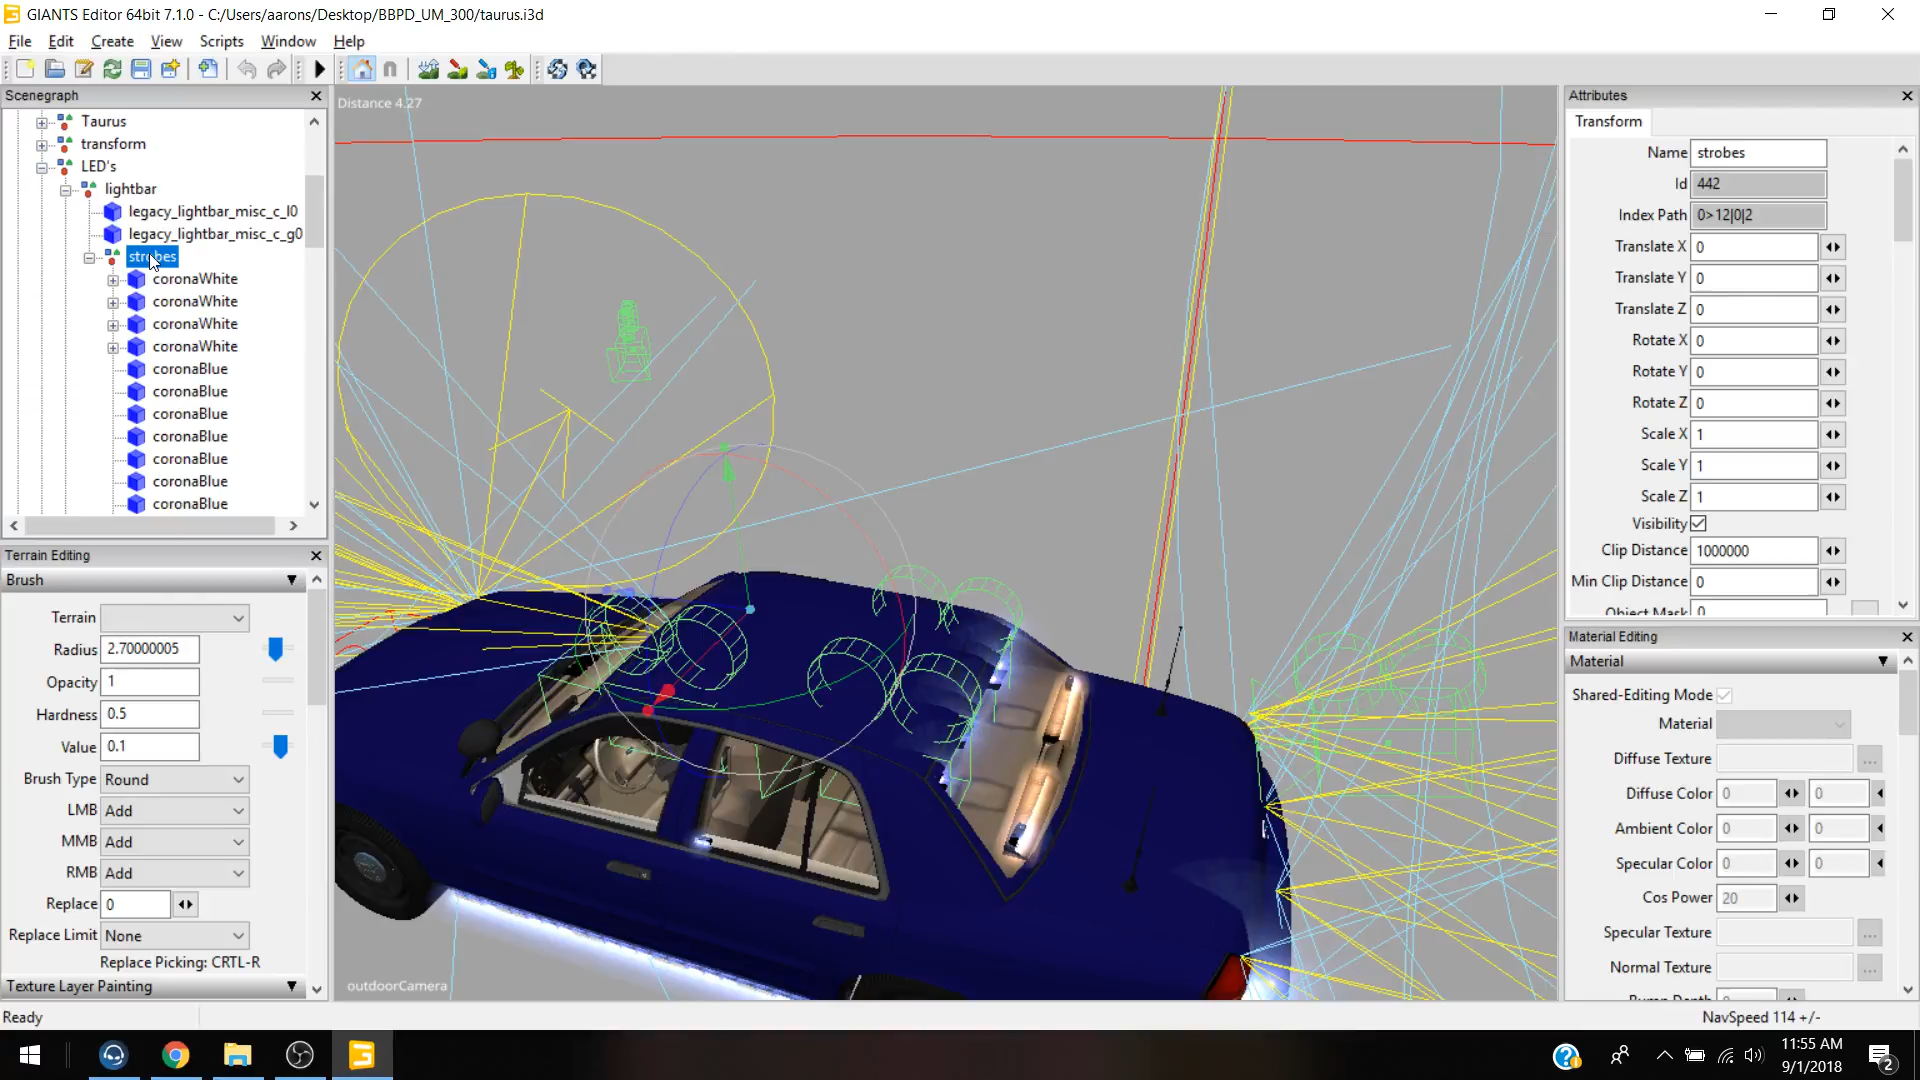 GIANTS Editor 64bit 7.1.0 - C:/Users/aarons/Desktop/BBPD_UM_300/taurus.i3d
File Edit Create View Scripts Window Help
Scenegraph
Taurus
transform
LED's
lightbar
legacy_lightbar_misc_c_l0
legacy_lightbar_misc_c_g0
strobes
coronaWhite
coronaWhite
coronaWhite
coronaWhite
coronaBlue
coronaBlue
coronaBlue
coronaBlue
coronaBlue
coronaBlue
coronaBlue
Terrain Editing
Brush
Terrain
Radius 2.70000005
Opacity 1
Hardness 0.5
Value 0.1
Brush Type Round
LMB Add
MMB Add
RMB Add
Replace 0
Replace Limit None
Replace Picking: CRTL-R
Texture Layer Painting
Ready
Distance 4.27
outdoorCamera
Attributes
Transform
Name strobes
Id 442
Index Path 0>12|0|2
Translate X 0
Translate Y 0
Translate Z 0
Rotate X 0
Rotate Y 0
Rotate Z 0
Scale X 1
Scale Y 1
Scale Z 1
Visibility
Clip Distance 1000000
Min Clip Distance 0
Object Mask 0
Material Editing
Material
Shared-Editing Mode
Material
Diffuse Texture ...
Diffuse Color 0 0
Ambient Color 0 0
Specular Color 0 0
Cos Power 20
Specular Texture ...
Normal Texture ...
Bump Depth
NavSpeed 114 +/-
11:55 AM
9/1/2018
2